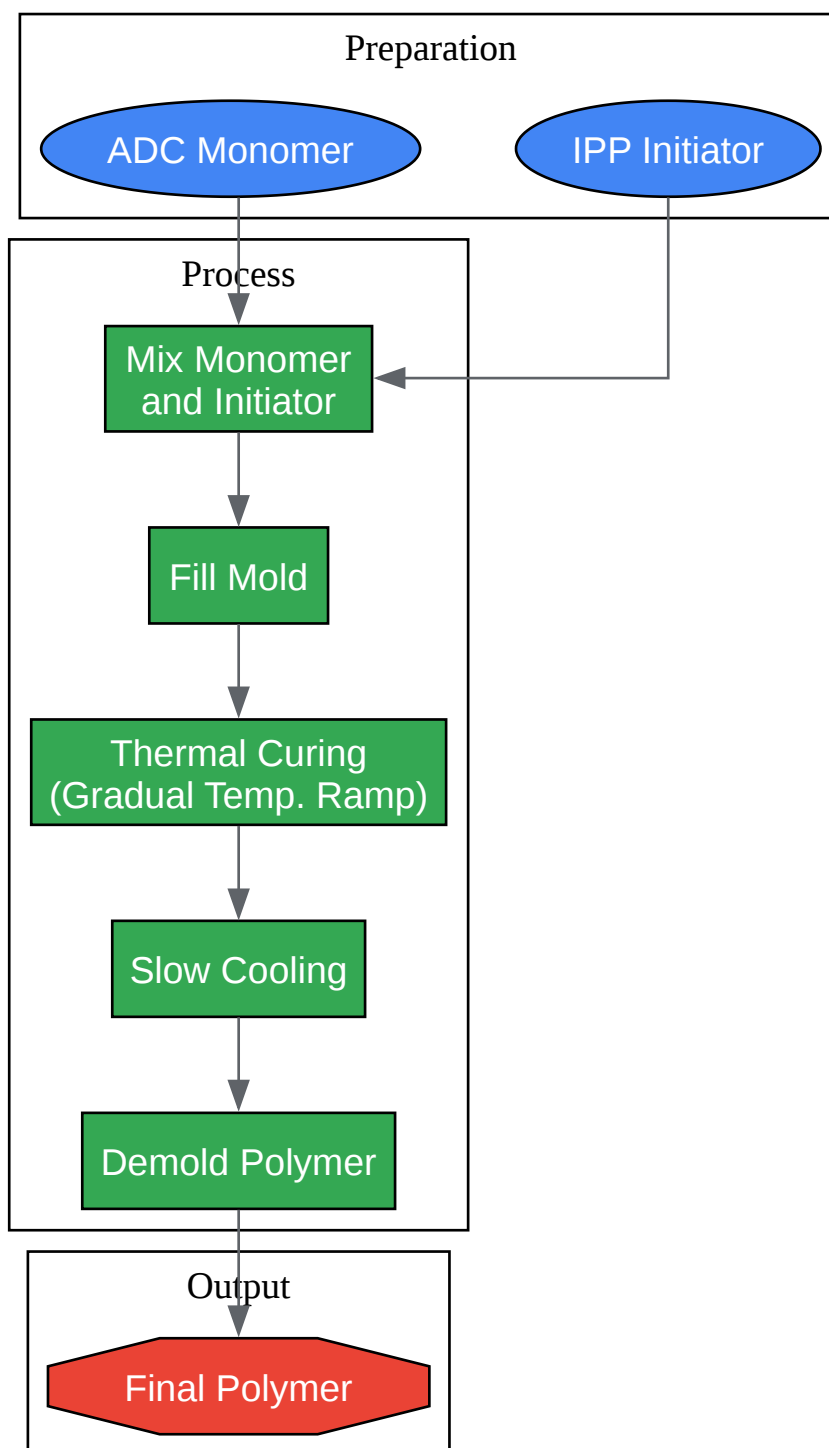 Preparation
ADC Monomer
IPP Initiator
Process
Mix Monomer
and Initiator
Fill Mold
Thermal Curing
(Gradual Temp. Ramp)
Slow Cooling
Demold Polymer
Output
Final Polymer